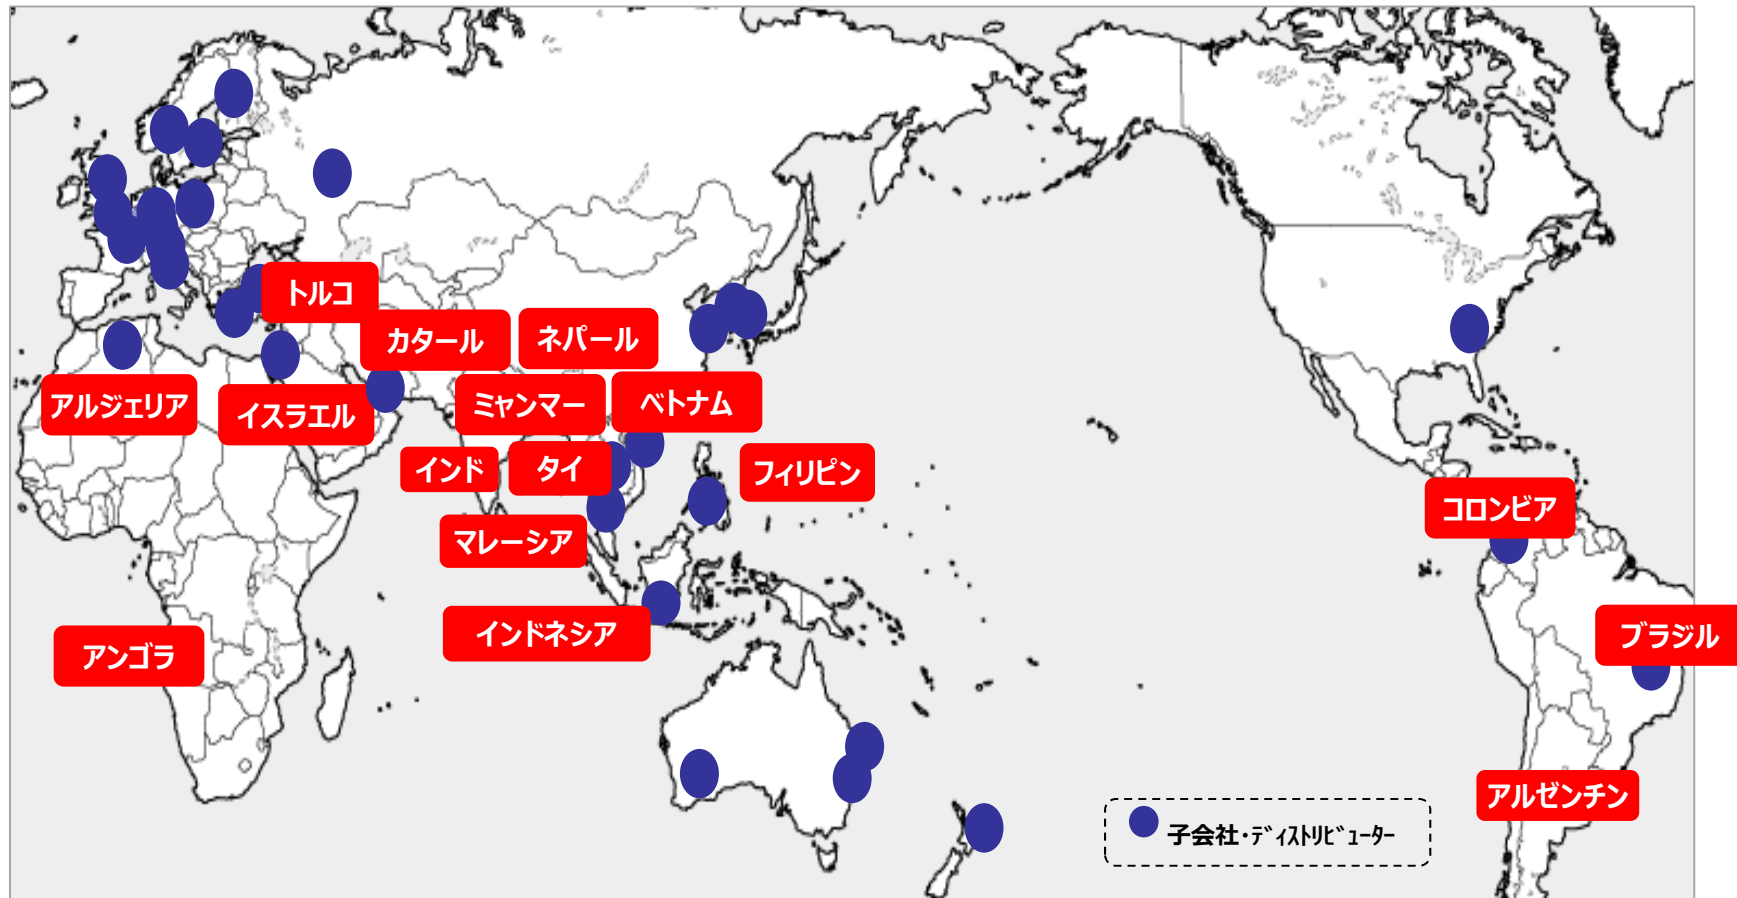 トルコ
カタール
ネパール
アルジェリア
イスラエル
ミャンマー
ベトナム
インド
タイ
フィリピン
マレーシア
コロンビア
インドネシア
アンゴラ
ブラジル
アルゼンチン
子会社・ディストリビューター